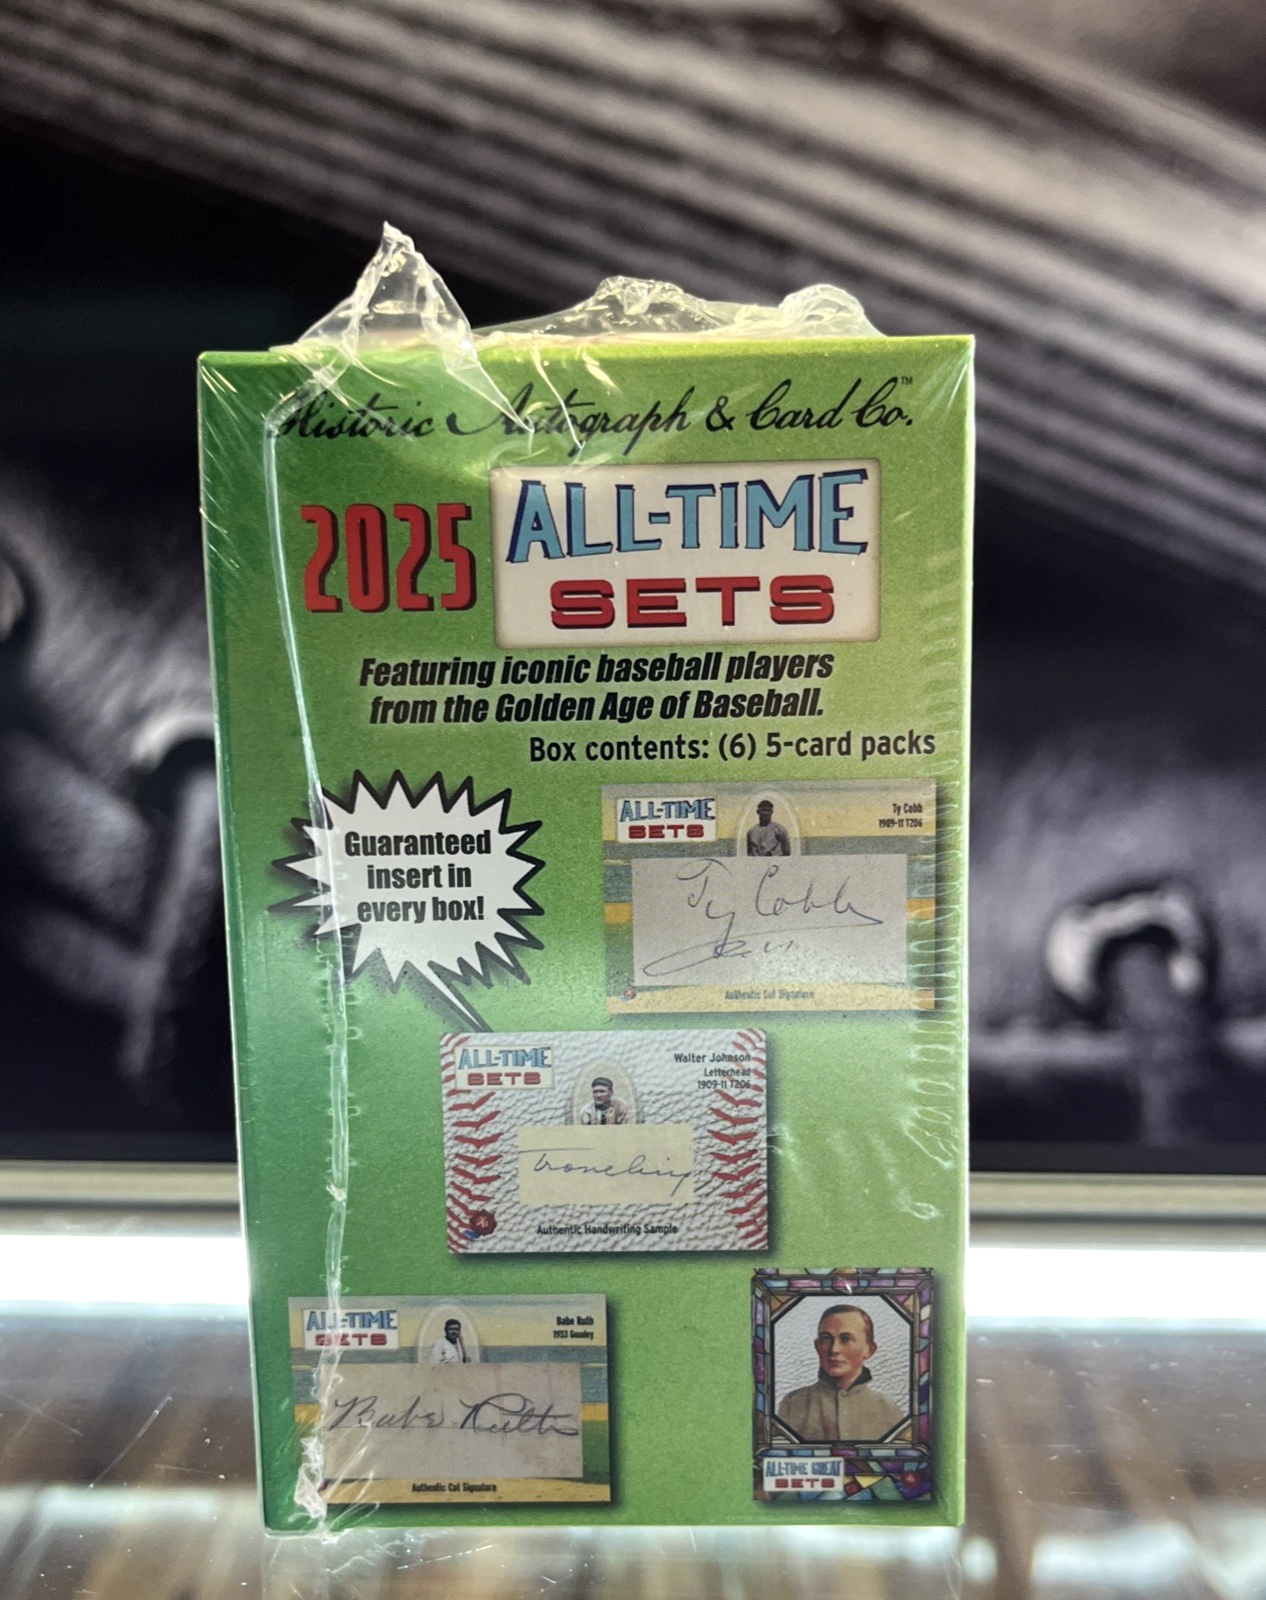 Historic Autograph & Card Co.™
2025
ALL-TIME
SETS
Featuring iconic baseball players
from the Golden Age of Baseball.
Box contents: (6) 5-card packs
Guaranteed
insert in
every box!
ALL-TIME
SETS
Ty Cobb
1909-11 T206
Ty Cobb
Authentic Cut Signature
ALL-TIME
SETS
Walter Johnson
Letterhead
1909-11 T206
Authentic Handwriting Sample
ALL-TIME
SETS
Babe Ruth
1933 Goudey
Babe Ruth
Authentic Cut Signature
ALL-TIME GREAT
SETS